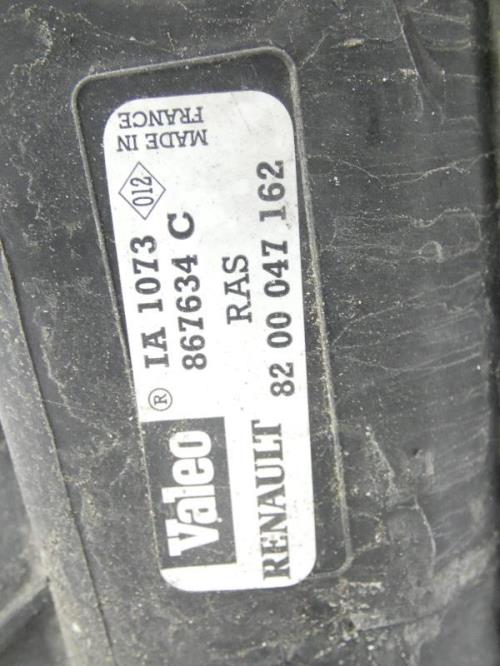 Valeo ® IA 1073 012 MADE IN
FRANCE
867634 C
RAS
RENAULT 82 00 047 162